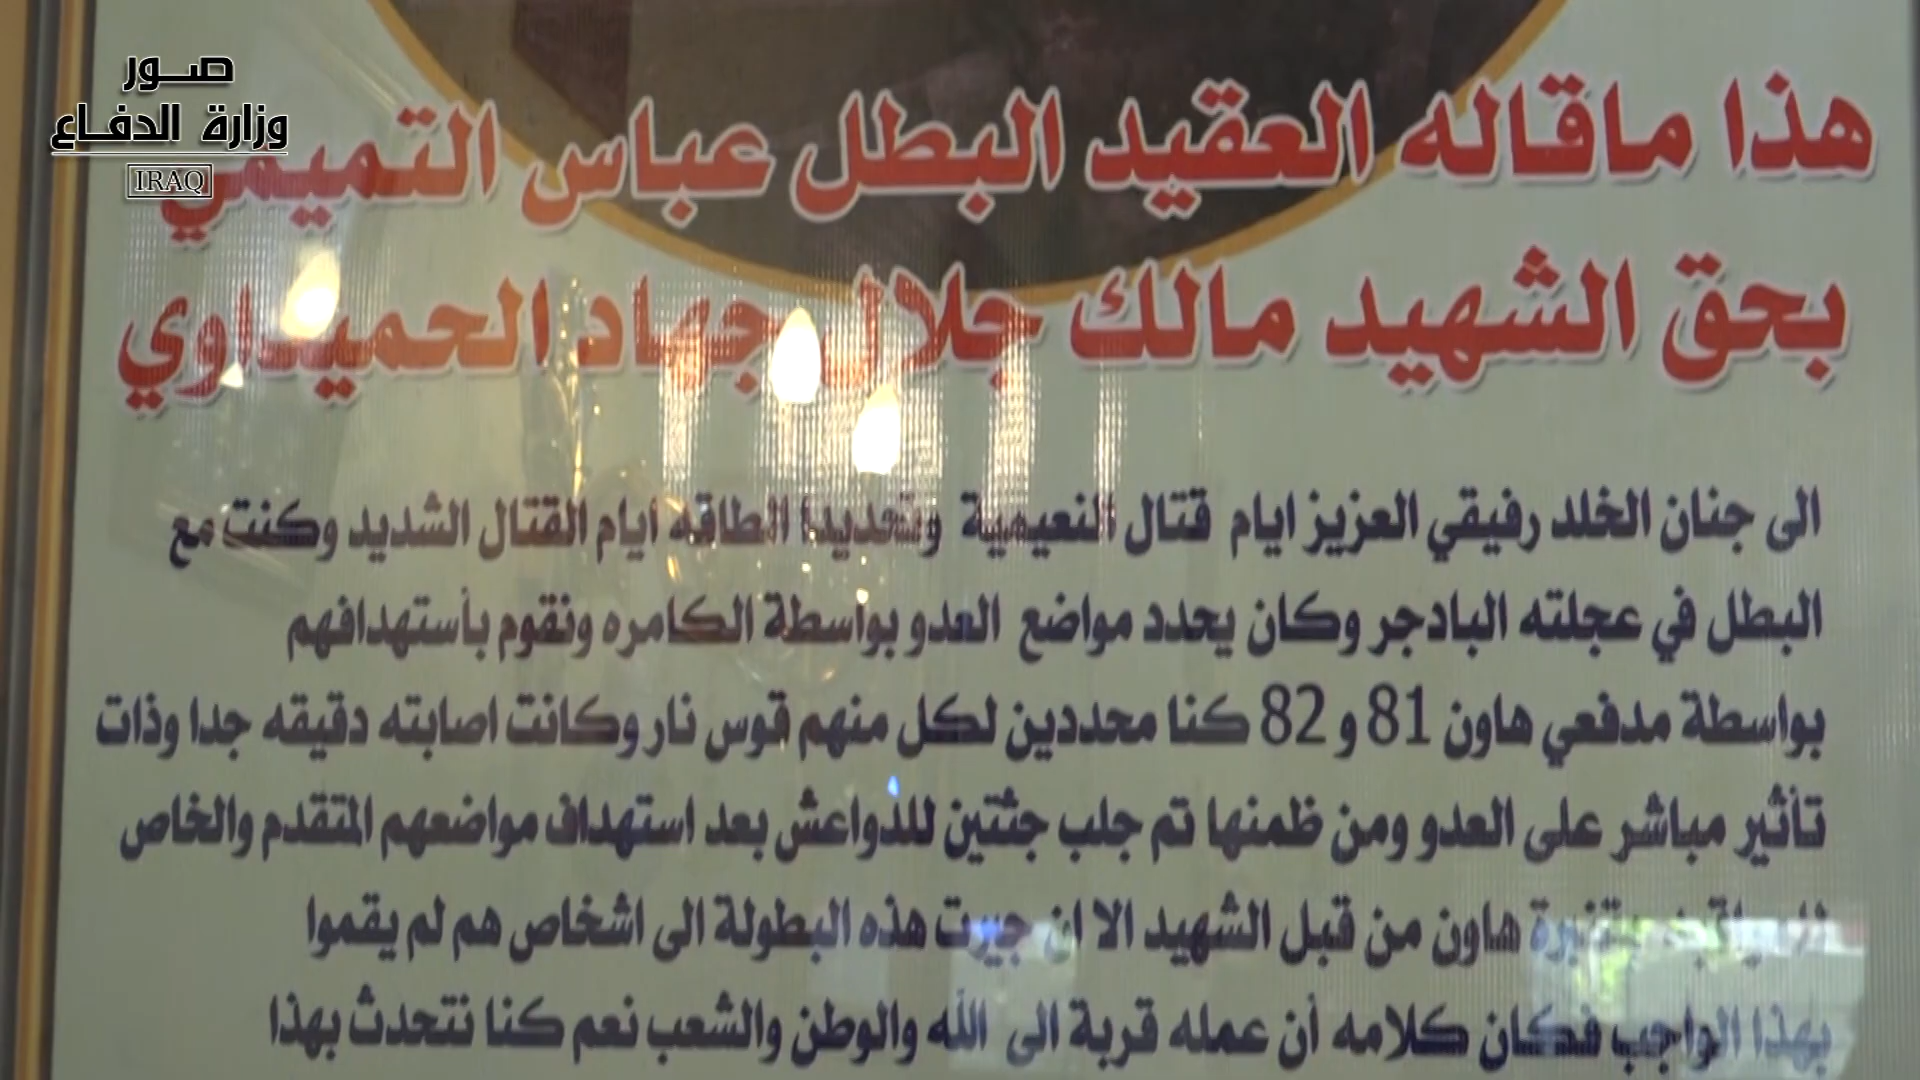 صور
وزارة الدفاع
IRAQ
هذا ماقاله العقيد البطل عباس التميمي
بحق الشهيد مالك جلال جهاد الحميداوي
الى جنان الخلد رفيقي العزيز ايام قتال النعيمية وتحديدا الطاقه ايام القتال الشديد وكنت مع
البطل في عجلته البادجر وكان يحدد مواضع العدو بواسطة الكامره ونقوم بأستهدافهم
بواسطة مدفعي هاون 81 و 82 كنا محددين لكل منهم قوس نار وكانت اصابته دقيقه جدا وذات
تأثير مباشر على العدو ومن ظمنها تم جلب جثتين للدواعش بعد استهداف مواضعهم المتقدم والخاص
هاون من قبل الشهيد الا ان جيرت هذه البطولة الى اشخاص هم لم يقموا
بهذا الواجب فكان كلامه أن عمله قربة الى الله والوطن والشعب نعم كنا نتحدث بهذا